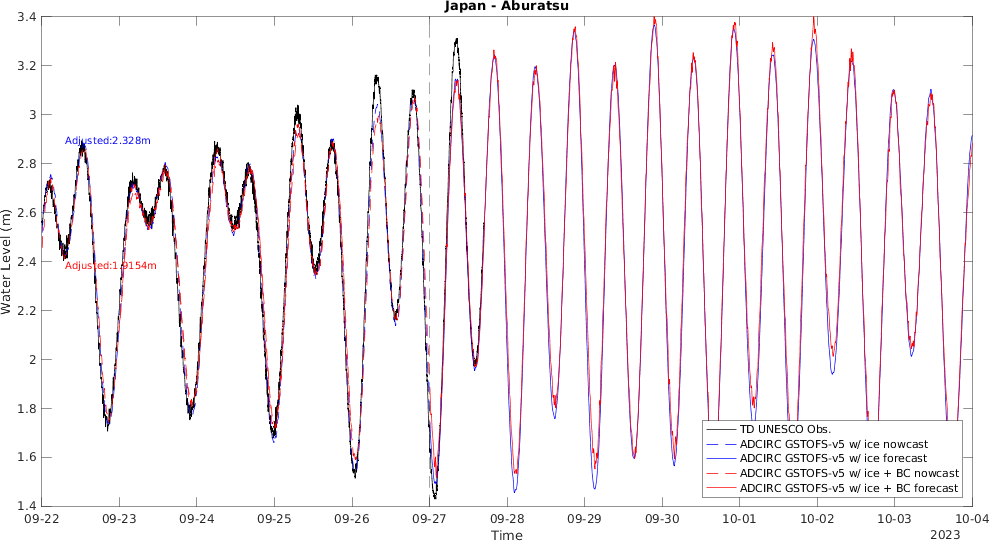 Japan - Aburatsu
3.4
3.2
3
2.8
2.6
2.4
2.2
2
1.8
1.6
1.4
Water Level (m)
Adjusted:2.328m
Adjusted:1.9154m
TD UNESCO Obs.
ADCIRC GSTOFS-v5 w/ ice nowcast
ADCIRC GSTOFS-v5 w/ ice forecast
ADCIRC GSTOFS-v5 w/ ice + BC nowcast
ADCIRC GSTOFS-v5 w/ ice + BC forecast
09-22 09-23 09-24 09-25 09-26 09-27 09-28 09-29 09-30 10-01 10-02 10-03 10-04
Time
2023